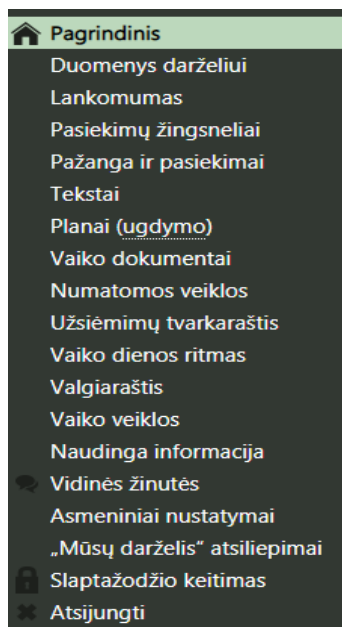 Pagrindinis
Duomenys darželiui
Lankomumas
Pasiekimų žingsneliai
Pažanga ir pasiekimai
Tekstai
Planai (ugdymo)
Vaiko dokumentai
Numatomos veiklos
Užsiėmimų tvarkaraštis
Vaiko dienos ritmas
Valgiaraštis
Vaiko veiklos
Naudinga informacija
Vidinės žinutės
Asmeniniai nustatymai
„Mūsų darželis“ atsiliepimai
Slaptažodžio keitimas
Atsijungti